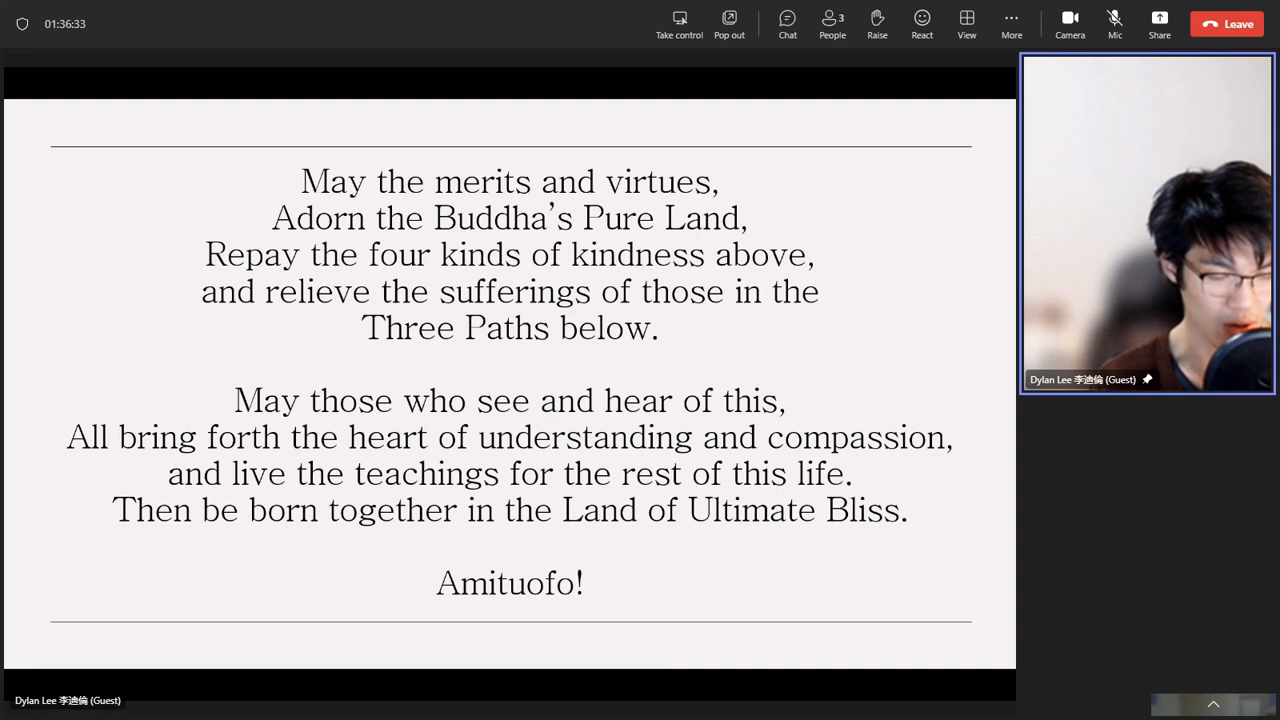 01:36:33
Take control
Pop out
Chat
3
People
Raise
React
View
More
Camera
Mic
Share
Leave
May the merits and virtues,
Adorn the Buddha’s Pure Land,
Repay the four kinds of kindness above,
and relieve the sufferings of those in the
Three Paths below.
May those who see and hear of this,
All bring forth the heart of understanding and compassion,
and live the teachings for the rest of this life.
Then be born together in the Land of Ultimate Bliss.
Amituofo!
Dylan Lee 李迪倫 (Guest)
Dylan Lee 李迪倫 (Guest)